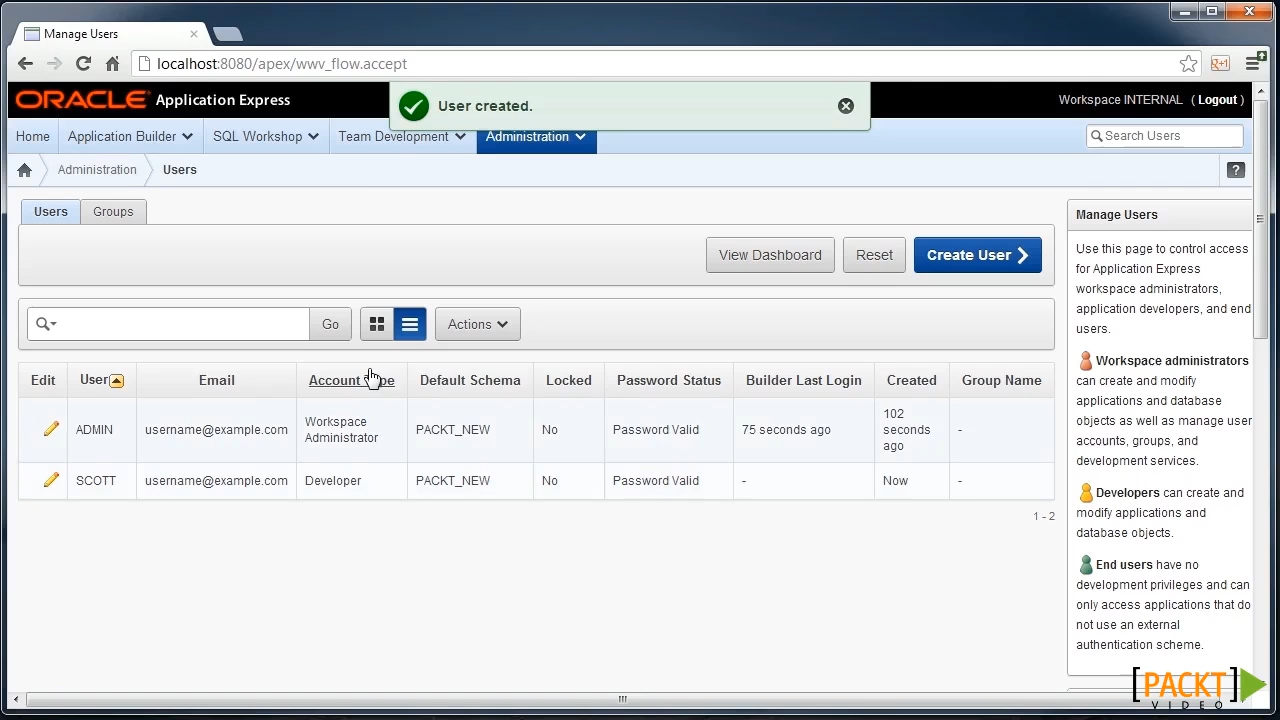 Manage Users
localhost:8080/apex/wwv_flow.accept
ORACLE Application Express
User created.
Workspace INTERNAL ( Logout )
Home Application Builder SQL Workshop Team Development Administration Search Users
Administration Users ?
Users Groups
View Dashboard Reset Create User
Go Actions
Edit User Email Account Type Default Schema Locked Password Status Builder Last Login Created Group Name
ADMIN username@example.com Workspace Administrator PACKT_NEW No Password Valid 75 seconds ago 102 seconds ago -
SCOTT username@example.com Developer PACKT_NEW No Password Valid - Now -
1 - 2
Manage Users
Use this page to control access
for Application Express
workspace administrators,
application developers, and end
users.
Workspace administrators
can create and modify
applications and database
objects as well as manage user
accounts, groups, and
development services.
Developers can create and
modify applications and
database objects.
End users have no
development privileges and can
only access applications that do
not use an external
authentication scheme.
[PACKT]
VIDEO